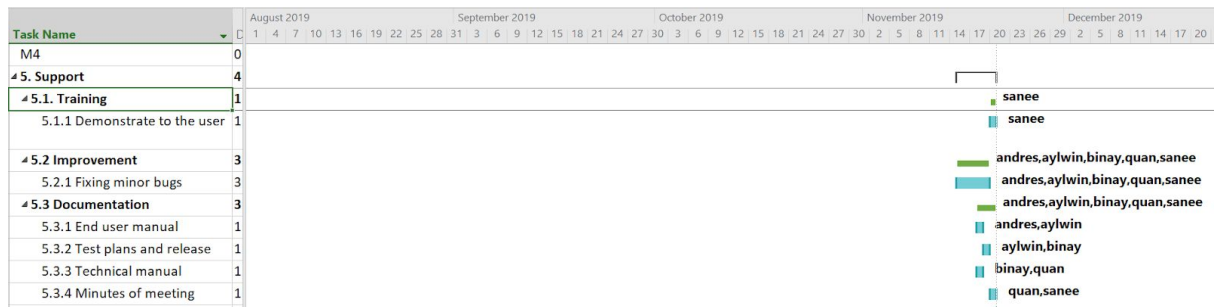 August 2019 September 2019 October 2019 November 2019 December 2019
Task Name D 1 4 7 10 13 16 19 22 25 28 31 3 6 9 12 15 18 21 24 27 30 3 6 9 12 15 18 21 24 27 30 2 5 8 11 14 17 20 23 26 29 2 5 8 11 14 17 20
M4 0
5. Support 4
5.1. Training 1 sanee
5.1.1 Demonstrate to the user 1 sanee
5.2 Improvement 3 andres,aylwin,binay,quan,sanee
5.2.1 Fixing minor bugs 3 andres,aylwin,binay,quan,sanee
5.3 Documentation 3 andres,aylwin,binay,quan,sanee
5.3.1 End user manual 1 andres,aylwin
5.3.2 Test plans and release 1 aylwin,binay
5.3.3 Technical manual 1 binay,quan
5.3.4 Minutes of meeting 1 quan,sanee